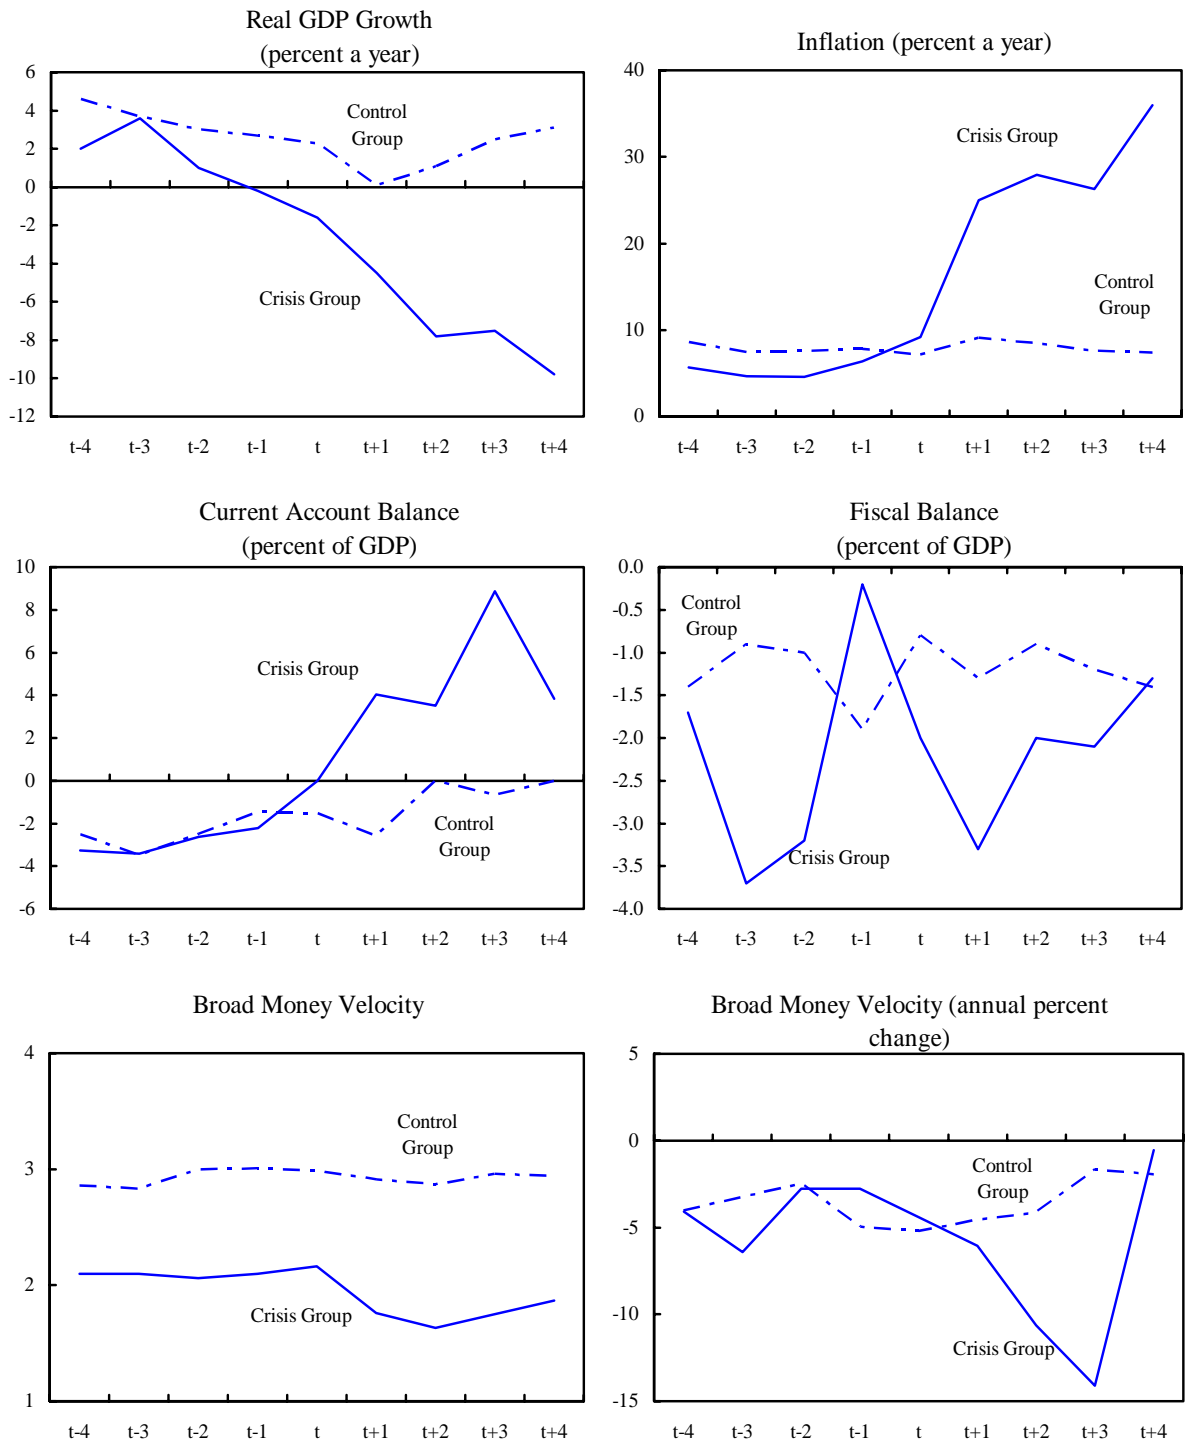 Real GDP Growth
(percent a year)
6
4
2
0
-2
-4
-6
-8
-10
-12
Control
Group
Crisis Group
t-4 t-3 t-2 t-1 t t+1 t+2 t+3 t+4
Inflation (percent a year)
40
30
20
10
0
Crisis Group
Control
Group
t-4 t-3 t-2 t-1 t t+1 t+2 t+3 t+4
Current Account Balance
(percent of GDP)
10
8
6
4
2
0
-2
-4
-6
Crisis Group
Control
Group
t-4 t-3 t-2 t-1 t t+1 t+2 t+3 t+4
Fiscal Balance
(percent of GDP)
0.0
-0.5
-1.0
-1.5
-2.0
-2.5
-3.0
-3.5
-4.0
Control
Group
Crisis Group
t-4 t-3 t-2 t-1 t t+1 t+2 t+3 t+4
Broad Money Velocity
4
3
2
1
Control
Group
Crisis Group
t-4 t-3 t-2 t-1 t t+1 t+2 t+3 t+4
Broad Money Velocity (annual percent
change)
5
0
-5
-10
-15
Control
Group
Crisis Group
t-4 t-3 t-2 t-1 t t+1 t+2 t+3 t+4